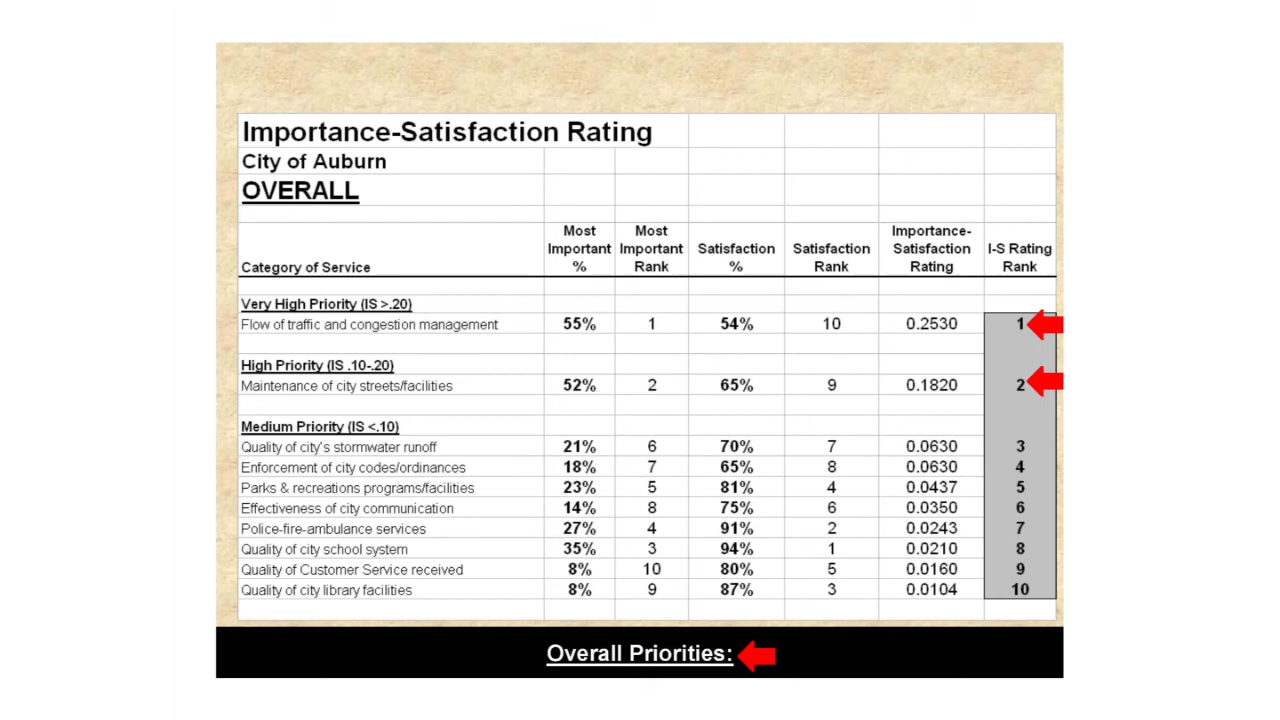 Importance-Satisfaction Rating
City of Auburn
OVERALL
Category of Service Most Important % Most Important Rank Satisfaction % Satisfaction Rank Importance-Satisfaction Rating I-S Rating Rank
Very High Priority (IS >.20)
Flow of traffic and congestion management 55% 1 54% 10 0.2530 1
High Priority (IS .10-.20)
Maintenance of city streets/facilities 52% 2 65% 9 0.1820 2
Medium Priority (IS <.10)
Quality of city's stormwater runoff 21% 6 70% 7 0.0630 3
Enforcement of city codes/ordinances 18% 7 65% 8 0.0630 4
Parks & recreations programs/facilities 23% 5 81% 4 0.0437 5
Effectiveness of city communication 14% 8 75% 6 0.0350 6
Police-fire-ambulance services 27% 4 91% 2 0.0243 7
Quality of city school system 35% 3 94% 1 0.0210 8
Quality of Customer Service received 8% 10 80% 5 0.0160 9
Quality of city library facilities 8% 9 87% 3 0.0104 10
Overall Priorities: